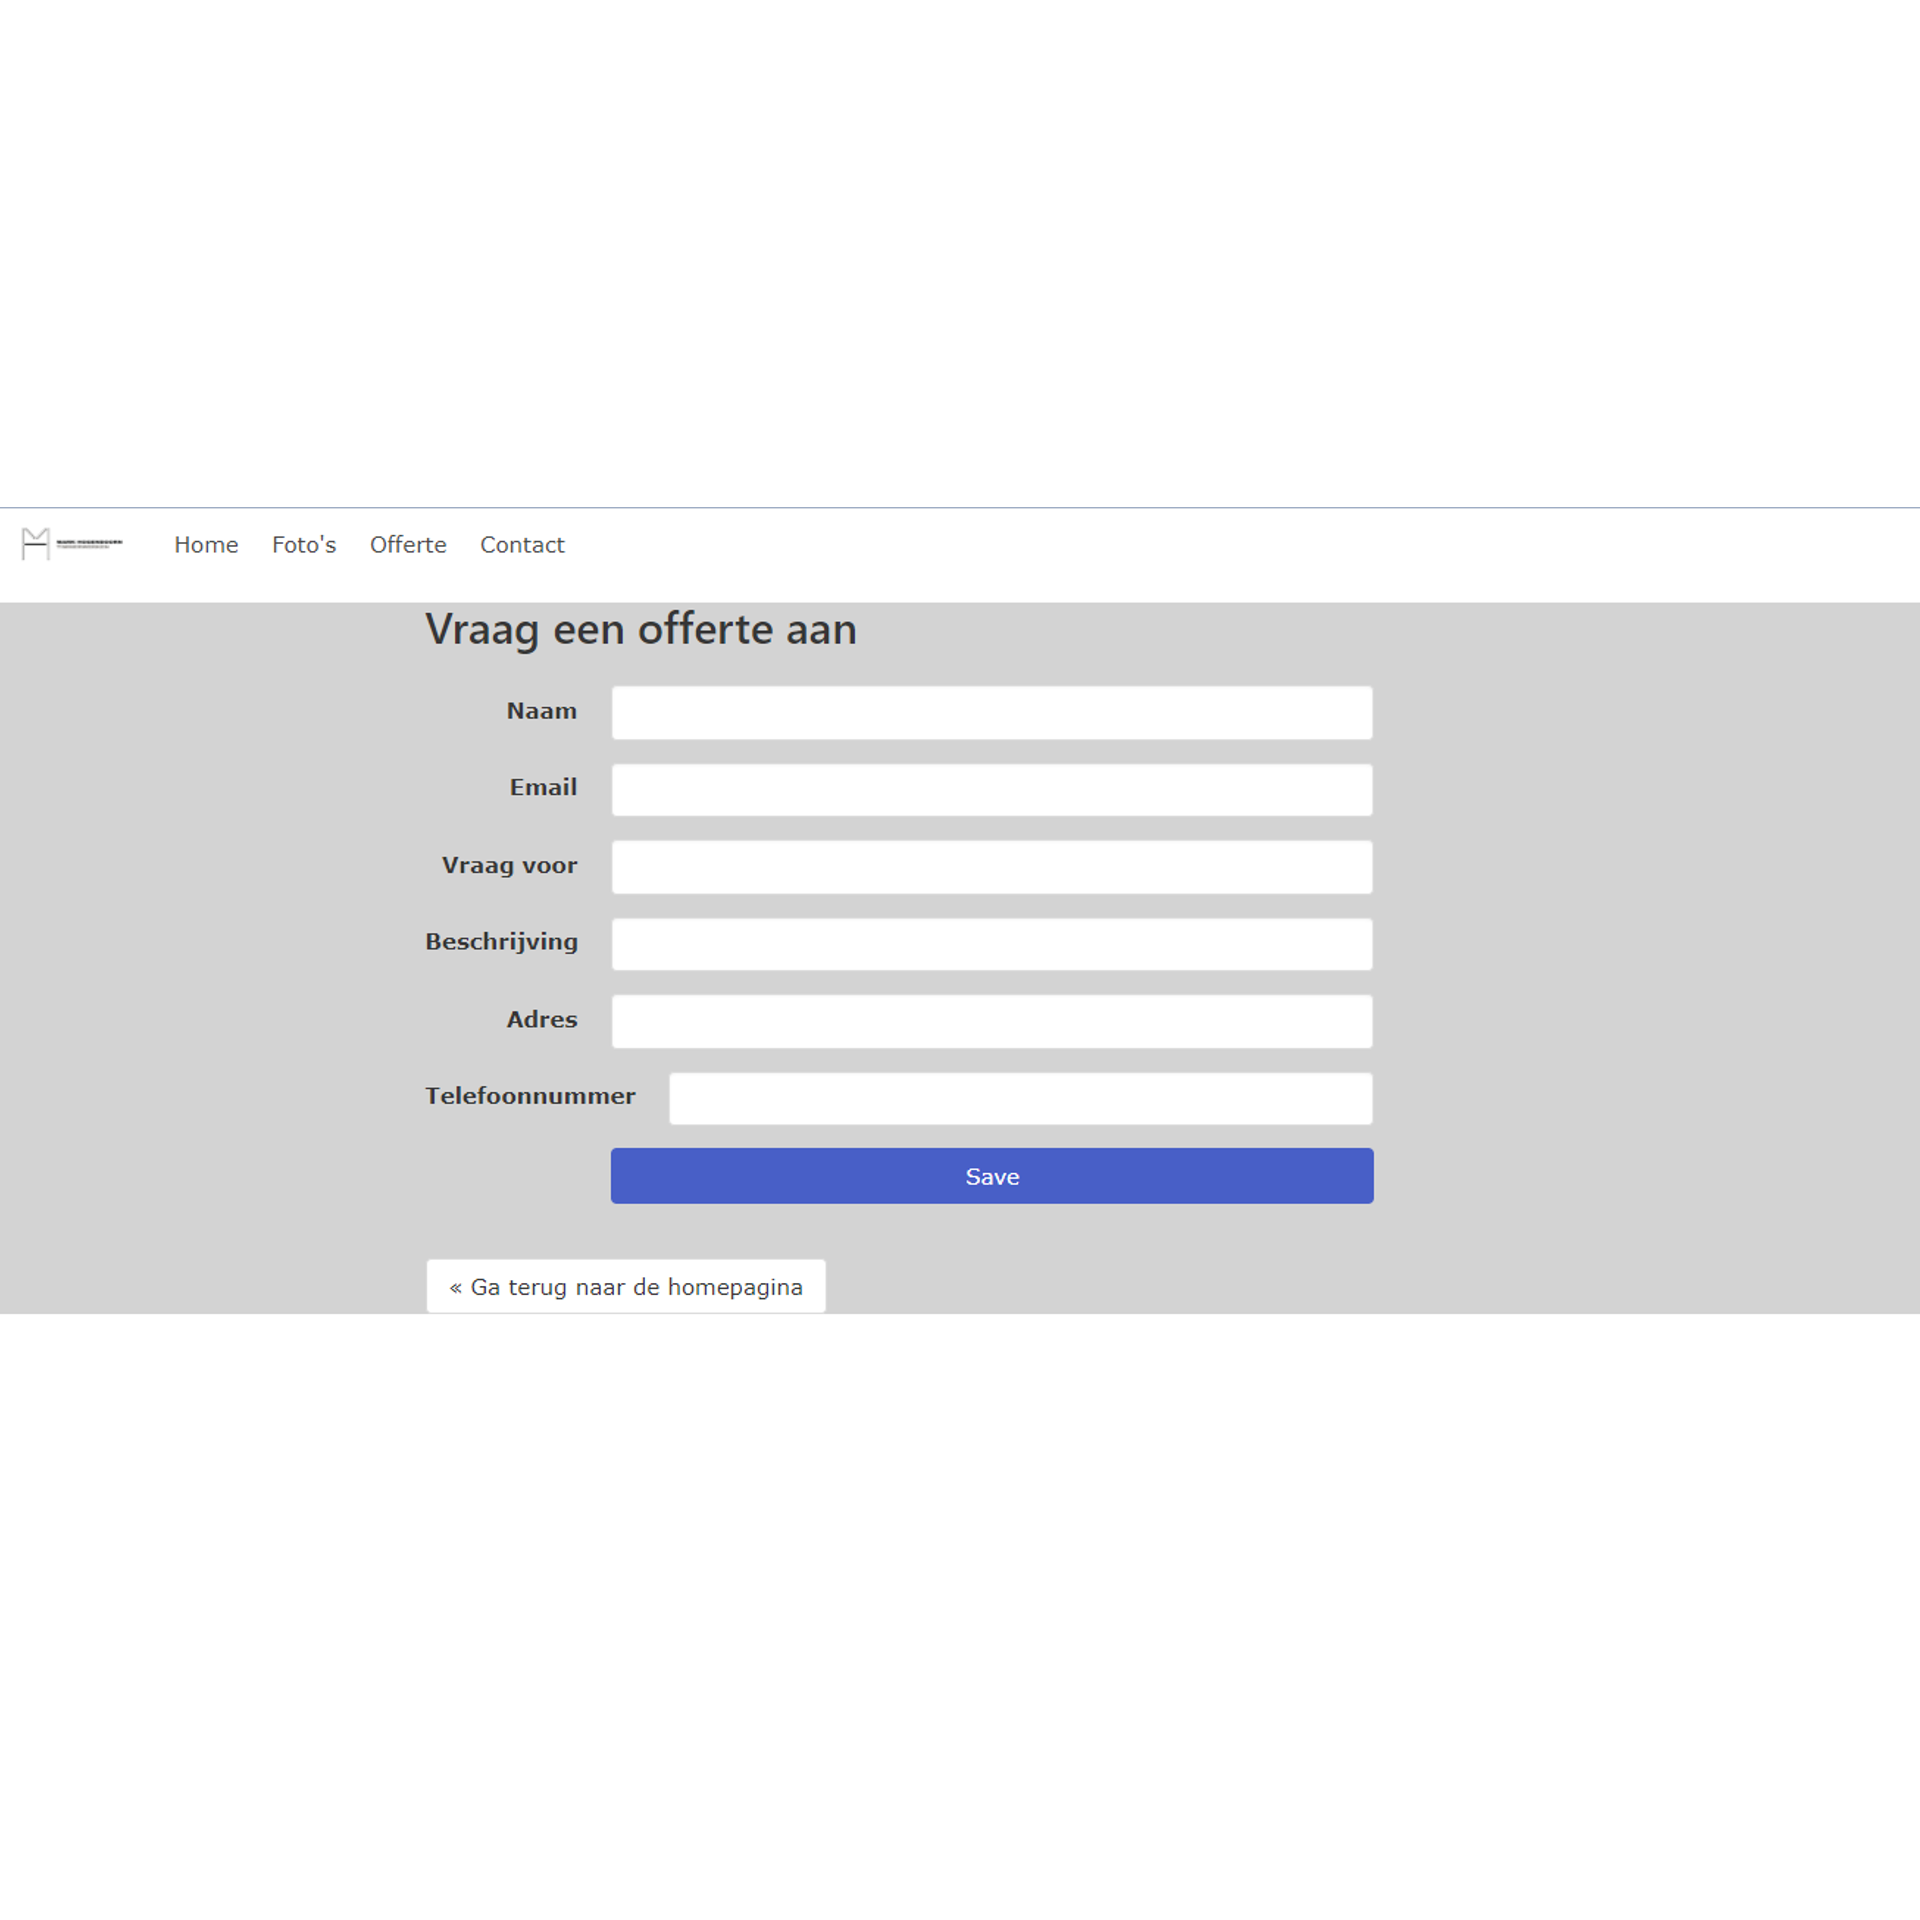 Home Foto's Offerte Contact
Vraag een offerte aan
Naam
Email
Vraag voor
Beschrijving
Adres
Telefoonnummer
Save
« Ga terug naar de homepagina